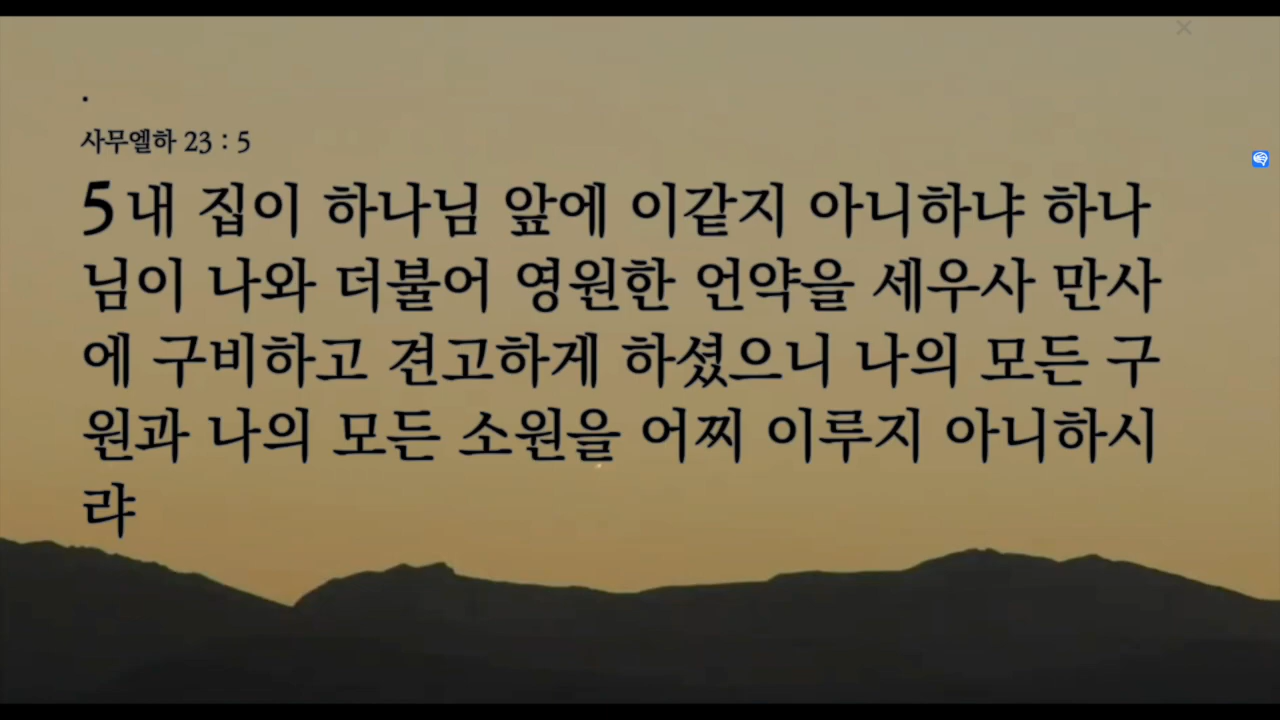 .
사무엘하 23 : 5
5 내 집이 하나님 앞에 이같지 아니하냐 하나
님이 나와 더불어 영원한 언약을 세우사 만사
에 구비하고 견고하게 하셨으니 나의 모든 구
원과 나의 모든 소원을 어찌 이루지 아니하시
랴